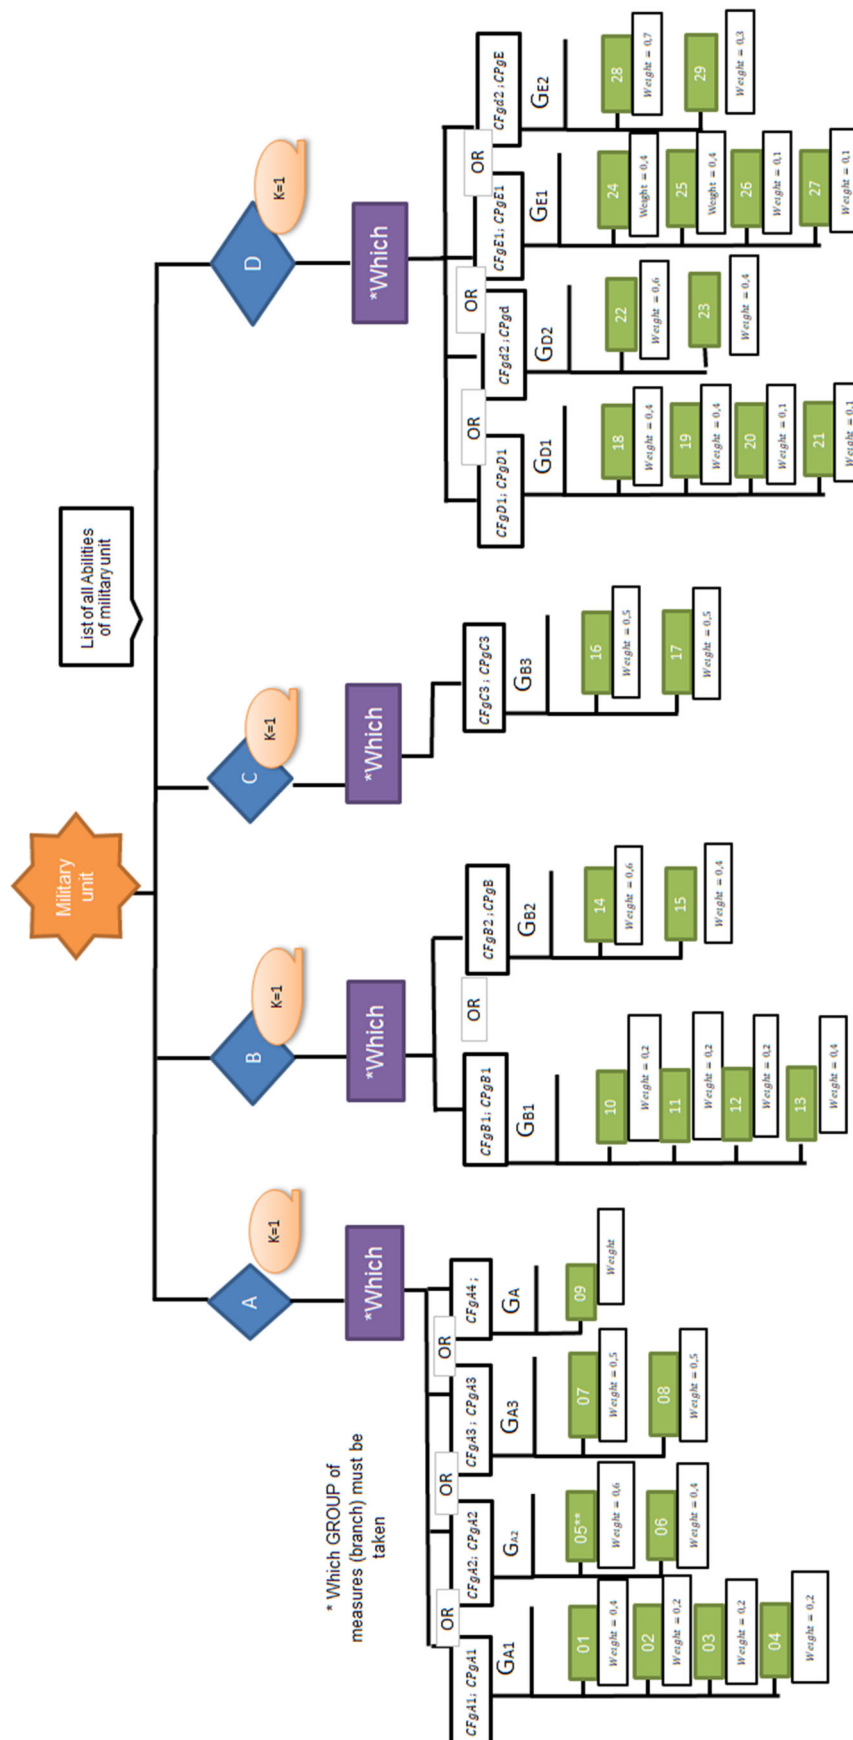 Military
unit
List of all Abilities
of military unit
A
K=1
B
K=1
C
K=1
D
K=1
*Which
*Which
*Which
*Which
* Which GROUP of
measures (branch) must be
taken
CFgA1; CPgA1
OR
CFgA2; CPgA2
OR
CFgA3; CPgA3
OR
CFgA4;
GA1
GA2
GA3
GA
01
Weight = 0,4
02
Weight = 0,2
03
Weight = 0,2
04
Weight = 0,2
05**
Weight = 0,6
06
Weight = 0,4
07
Weight = 0,5
08
Weight = 0,5
09
Weight
CFgB1; CPgB1
OR
CFgB2;CPgB
GB1
GB2
10
Weight = 0,2
11
Weight = 0,2
12
Weight = 0,2
13
Weight = 0,4
14
Weight = 0,6
15
Weight = 0,4
CFgC3; CPgC3
GB3
16
Weight = 0,5
17
Weight = 0,5
CFgD1; CPgD1
OR
CFgd2;CPgd
OR
CFgE1; CPgE1
OR
CFgd2;CPgE
GD1
GD2
GE1
GE2
18
Weight = 0,4
19
Weight = 0,4
20
Weight = 0,1
21
Weight = 0,1
22
Weight = 0,6
23
Weight = 0,4
24
Weight = 0,4
25
Weight = 0,4
26
Weight = 0,1
27
Weight = 0,1
28
Weight = 0,7
29
Weight = 0,3